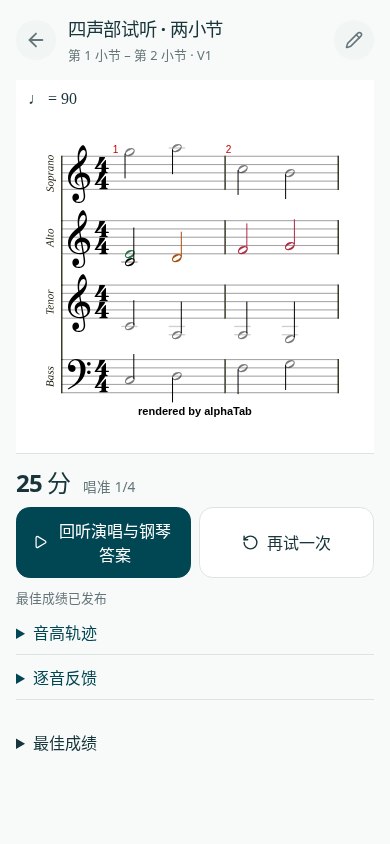 四声部试听 · 两小节
第 1 小节 – 第 2 小节 · V1
♩ = 90
1
2
Soprano
Alto
Tenor
Bass
rendered by alphaTab
25 分 唱准 1/4
回听演唱与钢琴
答案
再试一次
最佳成绩已发布
音高轨迹
逐音反馈
最佳成绩